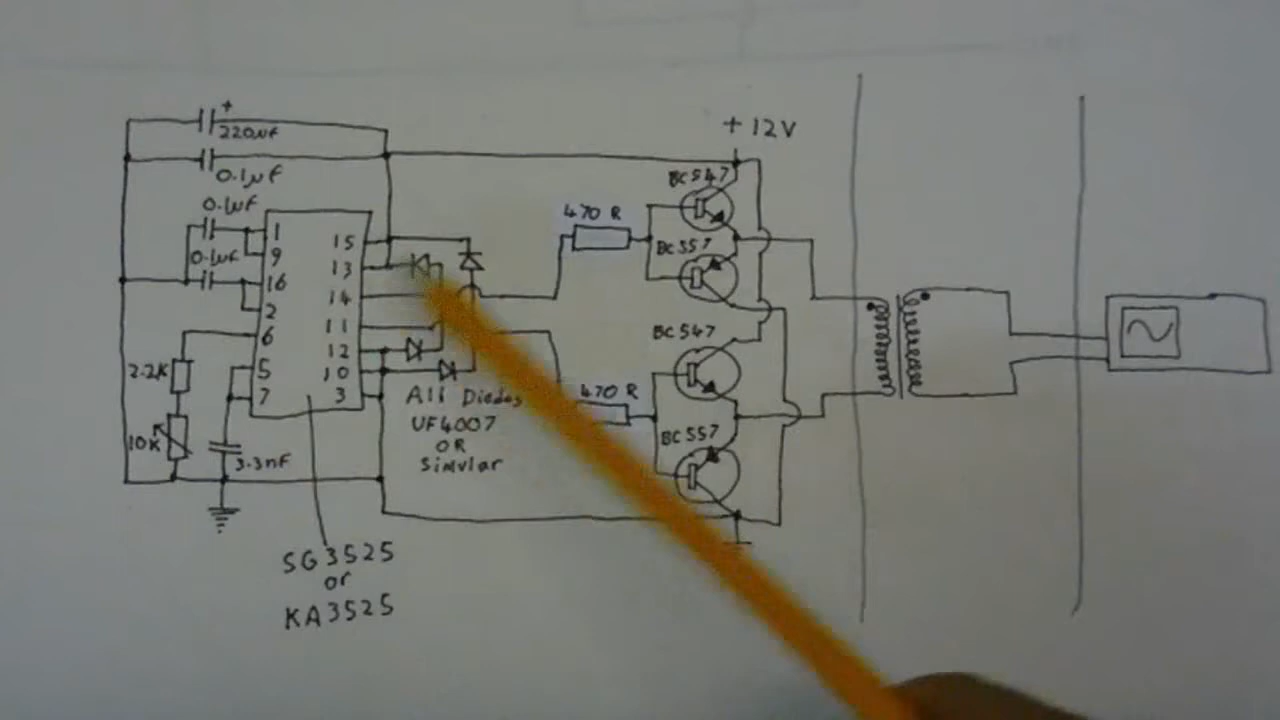 +
220uF
0.1µF
0.1uF
0.1uF
1
9
16
2
6
5
7
15
13
14
11
12
10
3
2.2K
10K
3.3nF
All Diodes
UF4007
OR
Simular
SG3525
or
KA3525
470 R
470 R
+ 12V
BC547
BC557
BC547
BC557